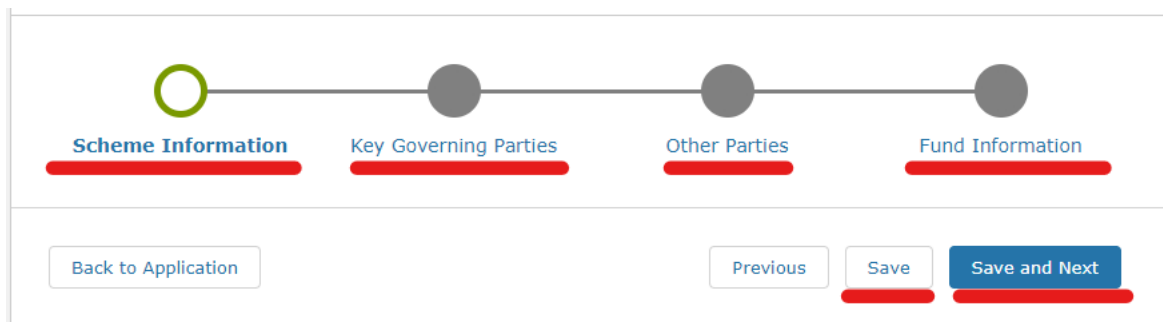 Scheme Information Key Governing Parties Other Parties Fund Information
Back to Application Previous Save Save and Next